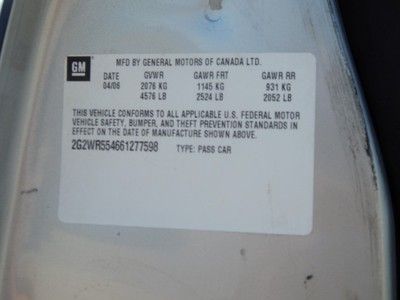 GM
MFD BY GENERAL MOTORS OF CANADA LTD.
DATE GVWR GAWR FRT GAWR RR
04/06 2076 KG 1145 KG 931 KG
4576 LB 2524 LB 2052 LB
THIS VEHICLE CONFORMS TO ALL APPLICABLE U.S. FEDERAL MOTOR
VEHICLE SAFETY, BUMPER, AND THEFT PREVENTION STANDARDS IN
EFFECT ON THE DATE OF MANUFACTURE SHOWN ABOVE.
2G2WR554661277598 TYPE: PASS CAR